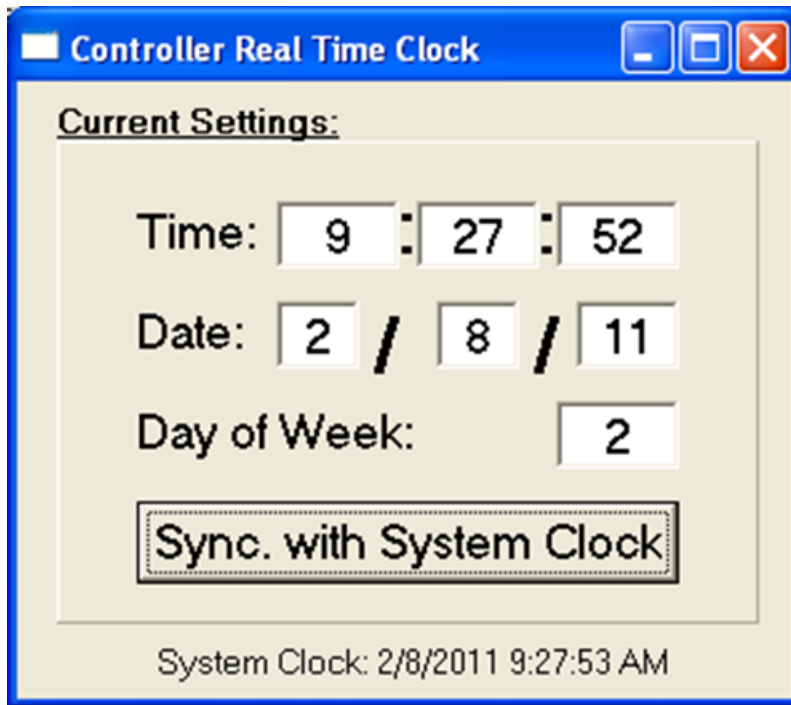 Controller Real Time Clock
Current Settings:
Time: 9 : 27 : 52
Date: 2 / 8 / 11
Day of Week: 2
Sync. with System Clock
System Clock: 2/8/2011 9:27:53 AM